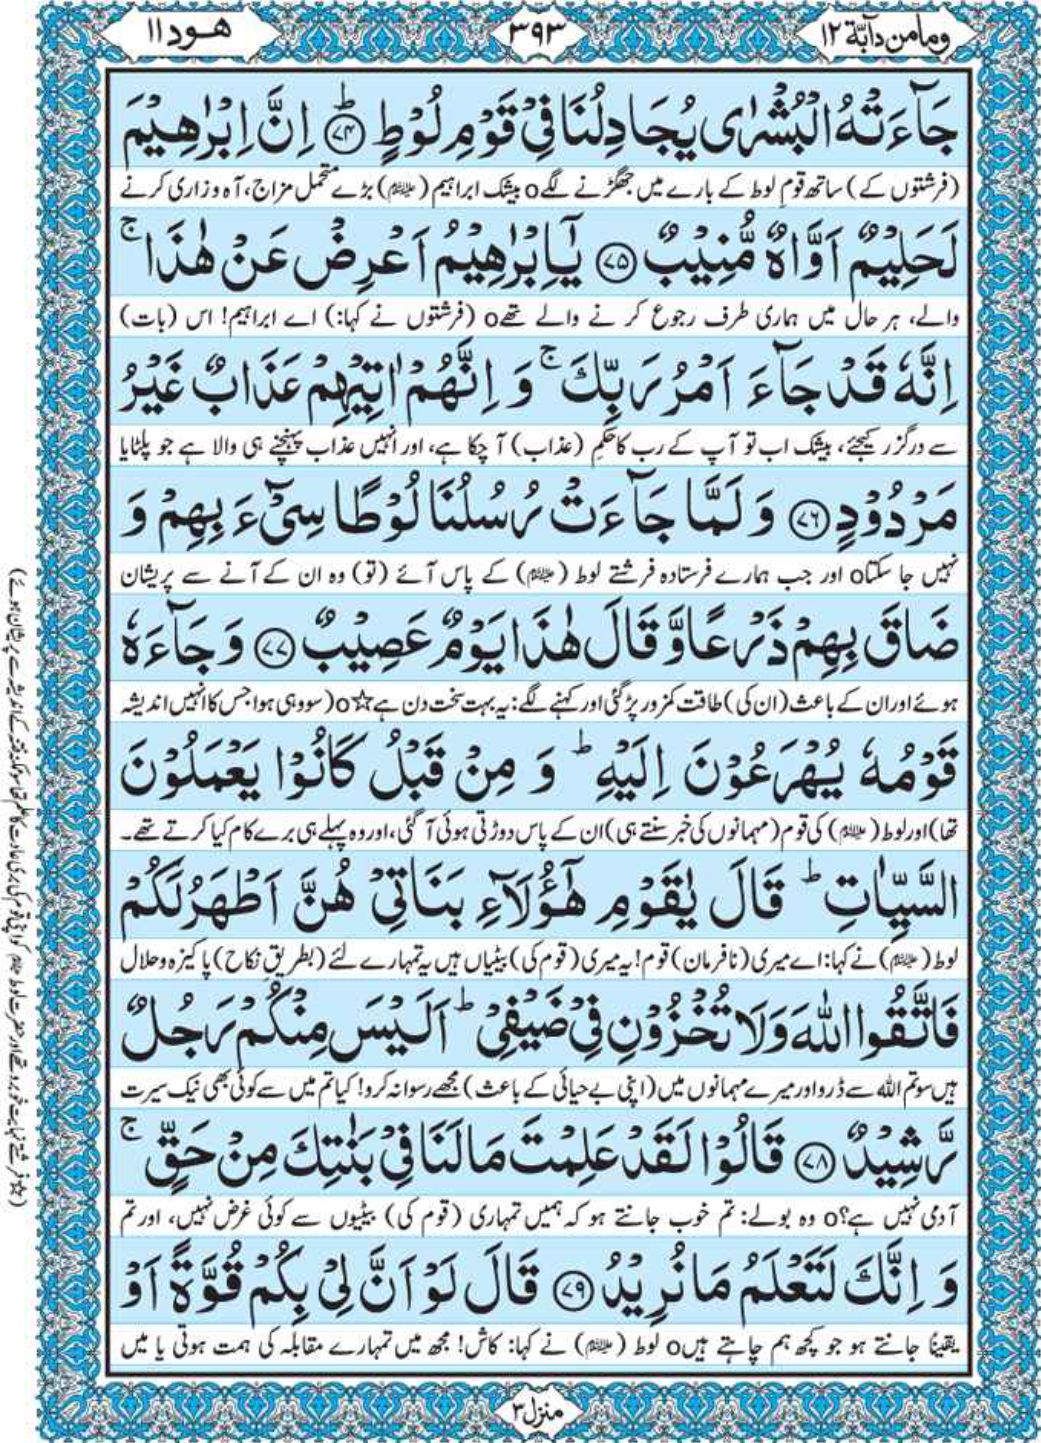 وما من دآبة ١٢
٣٩٣
هود ١١
جَآءَتْهُ الْبُشْرٰى يُجَادِلُنَا فِیْ قَوْمِ لُوْطٍ ؕ﴿۷۴﴾ اِنَّ اِبْرٰهِیْمَ
(فرشتوں کے) ساتھ قومِ لوط کے بارے میں جھگڑنے لگےo بیشک ابراہیم (علیہ السلام) بڑے متحمل مزاج، آہ و زاری کرنے
لَحَلِیْمٌ اَوَّاهٌ مُّنِیْبٌ ﴿۷۵﴾ یٰۤاِبْرٰهِیْمُ اَعْرِضْ عَنْ هٰذَا ۚ
والے، ہر حال میں ہماری طرف رجوع کرنے والے تھےo (فرشتوں نے کہا:) اے ابراہیم! اس (بات)
اِنَّهٗ قَدْ جَآءَ اَمْرُ رَبِّكَ ۚ وَ اِنَّهُمْ اٰتِیْهِمْ عَذَابٌ غَیْرُ
سے درگزر کیجئے، بیشک اب تو آپ کے رب کا حکمِ (عذاب) آ چکا ہے، اور انہیں عذاب پہنچنے ہی والا ہے جو پلٹایا
مَرْدُوْدٍ ﴿۷۶﴾ وَ لَمَّا جَآءَتْ رُسُلُنَا لُوْطًا سِیْٓءَ بِهِمْ وَ
نہیں جا سکتاo اور جب ہمارے فرستادہ فرشتے لوط (علیہ السلام) کے پاس آئے (تو) وہ ان کے آنے سے پریشان
ضَاقَ بِهِمْ ذَرْعًا وَّ قَالَ هٰذَا یَوْمٌ عَصِیْبٌ ﴿۷۷﴾ وَ جَآءَهٗ
ہوئے اور ان کے باعث (ان کی) طاقت کمزور پڑ گئی اور کہنے لگے: یہ بہت سخت دن ہے☆o (سو وہی ہوا جس کا انہیں اندیشہ
قَوْمُهٗ یُهْرَعُوْنَ اِلَیْهِ ؕ وَ مِنْ قَبْلُ كَانُوْا یَعْمَلُوْنَ
تھا) اور لوط (علیہ السلام) کی قوم (مہمانوں کی خبر سنتے ہی) ان کے پاس دوڑتی ہوئی آ گئی، اور وہ پہلے ہی برے کام کیا کرتے تھے۔
السَّیِّاٰتِ ؕ قَالَ یٰقَوْمِ هٰۤؤُلَآءِ بَنَاتِیْ هُنَّ اَطْهَرُ لَكُمْ
لوط (علیہ السلام) نے کہا: اے میری (نافرمان) قوم! یہ میری (قوم کی) بیٹیاں ہیں یہ تمہارے لئے (بطریقِ نکاح) پاکیزہ و حلال
فَاتَّقُوا اللّٰهَ وَ لَا تُخْزُوْنِ فِیْ ضَیْفِیْ ؕ اَلَیْسَ مِنْكُمْ رَجُلٌ
ہیں سو تم اللہ سے ڈرو اور میرے مہمانوں میں (اپنی بے حیائی کے باعث) مجھے رسوا نہ کرو! کیا تم میں سے کوئی بھی نیک سیرت
رَّشِیْدٌ ﴿۷۸﴾ قَالُوْا لَقَدْ عَلِمْتَ مَا لَنَا فِیْ بَنٰتِكَ مِنْ حَقٍّ ۚ
آدمی نہیں ہے؟o وہ بولے: تم خوب جانتے ہو کہ ہمیں تمہاری (قوم کی) بیٹیوں سے کوئی غرض نہیں، اور تم
وَ اِنَّكَ لَتَعْلَمُ مَا نُرِیْدُ ﴿۷۹﴾ قَالَ لَوْ اَنَّ لِیْ بِكُمْ قُوَّةً اَوْ
یقینًا جانتے ہو جو کچھ ہم چاہتے ہیںo لوط (علیہ السلام) نے کہا: کاش! مجھ میں تمہارے مقابلہ کی ہمت ہوتی یا میں
منزل ٣